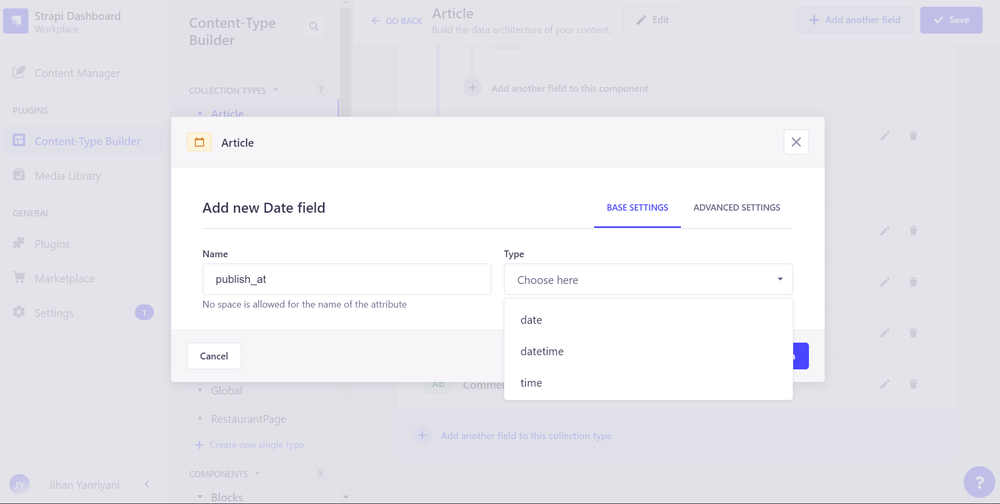 Strapi Dashboard
Workplace
Content Manager
PLUGINS
Content-Type Builder
Media Library
GENERAL
Plugins
Marketplace
Settings
1
JY
Jihan Yanriyani
Content-Type
Builder
COLLECTION TYPES
7
Article
Global
RestaurantPage
Create new single type
COMPONENTS
5
Blocks
GO BACK
Article
Build the data architecture of your content.
Edit
Add another field
Save
Add another field to this component
Article
Add new Date field
BASE SETTINGS
ADVANCED SETTINGS
Name
publish_at
No space is allowed for the name of the attribute
Type
Choose here
date
datetime
time
Cancel
Ab
Add another field to this collection type
?